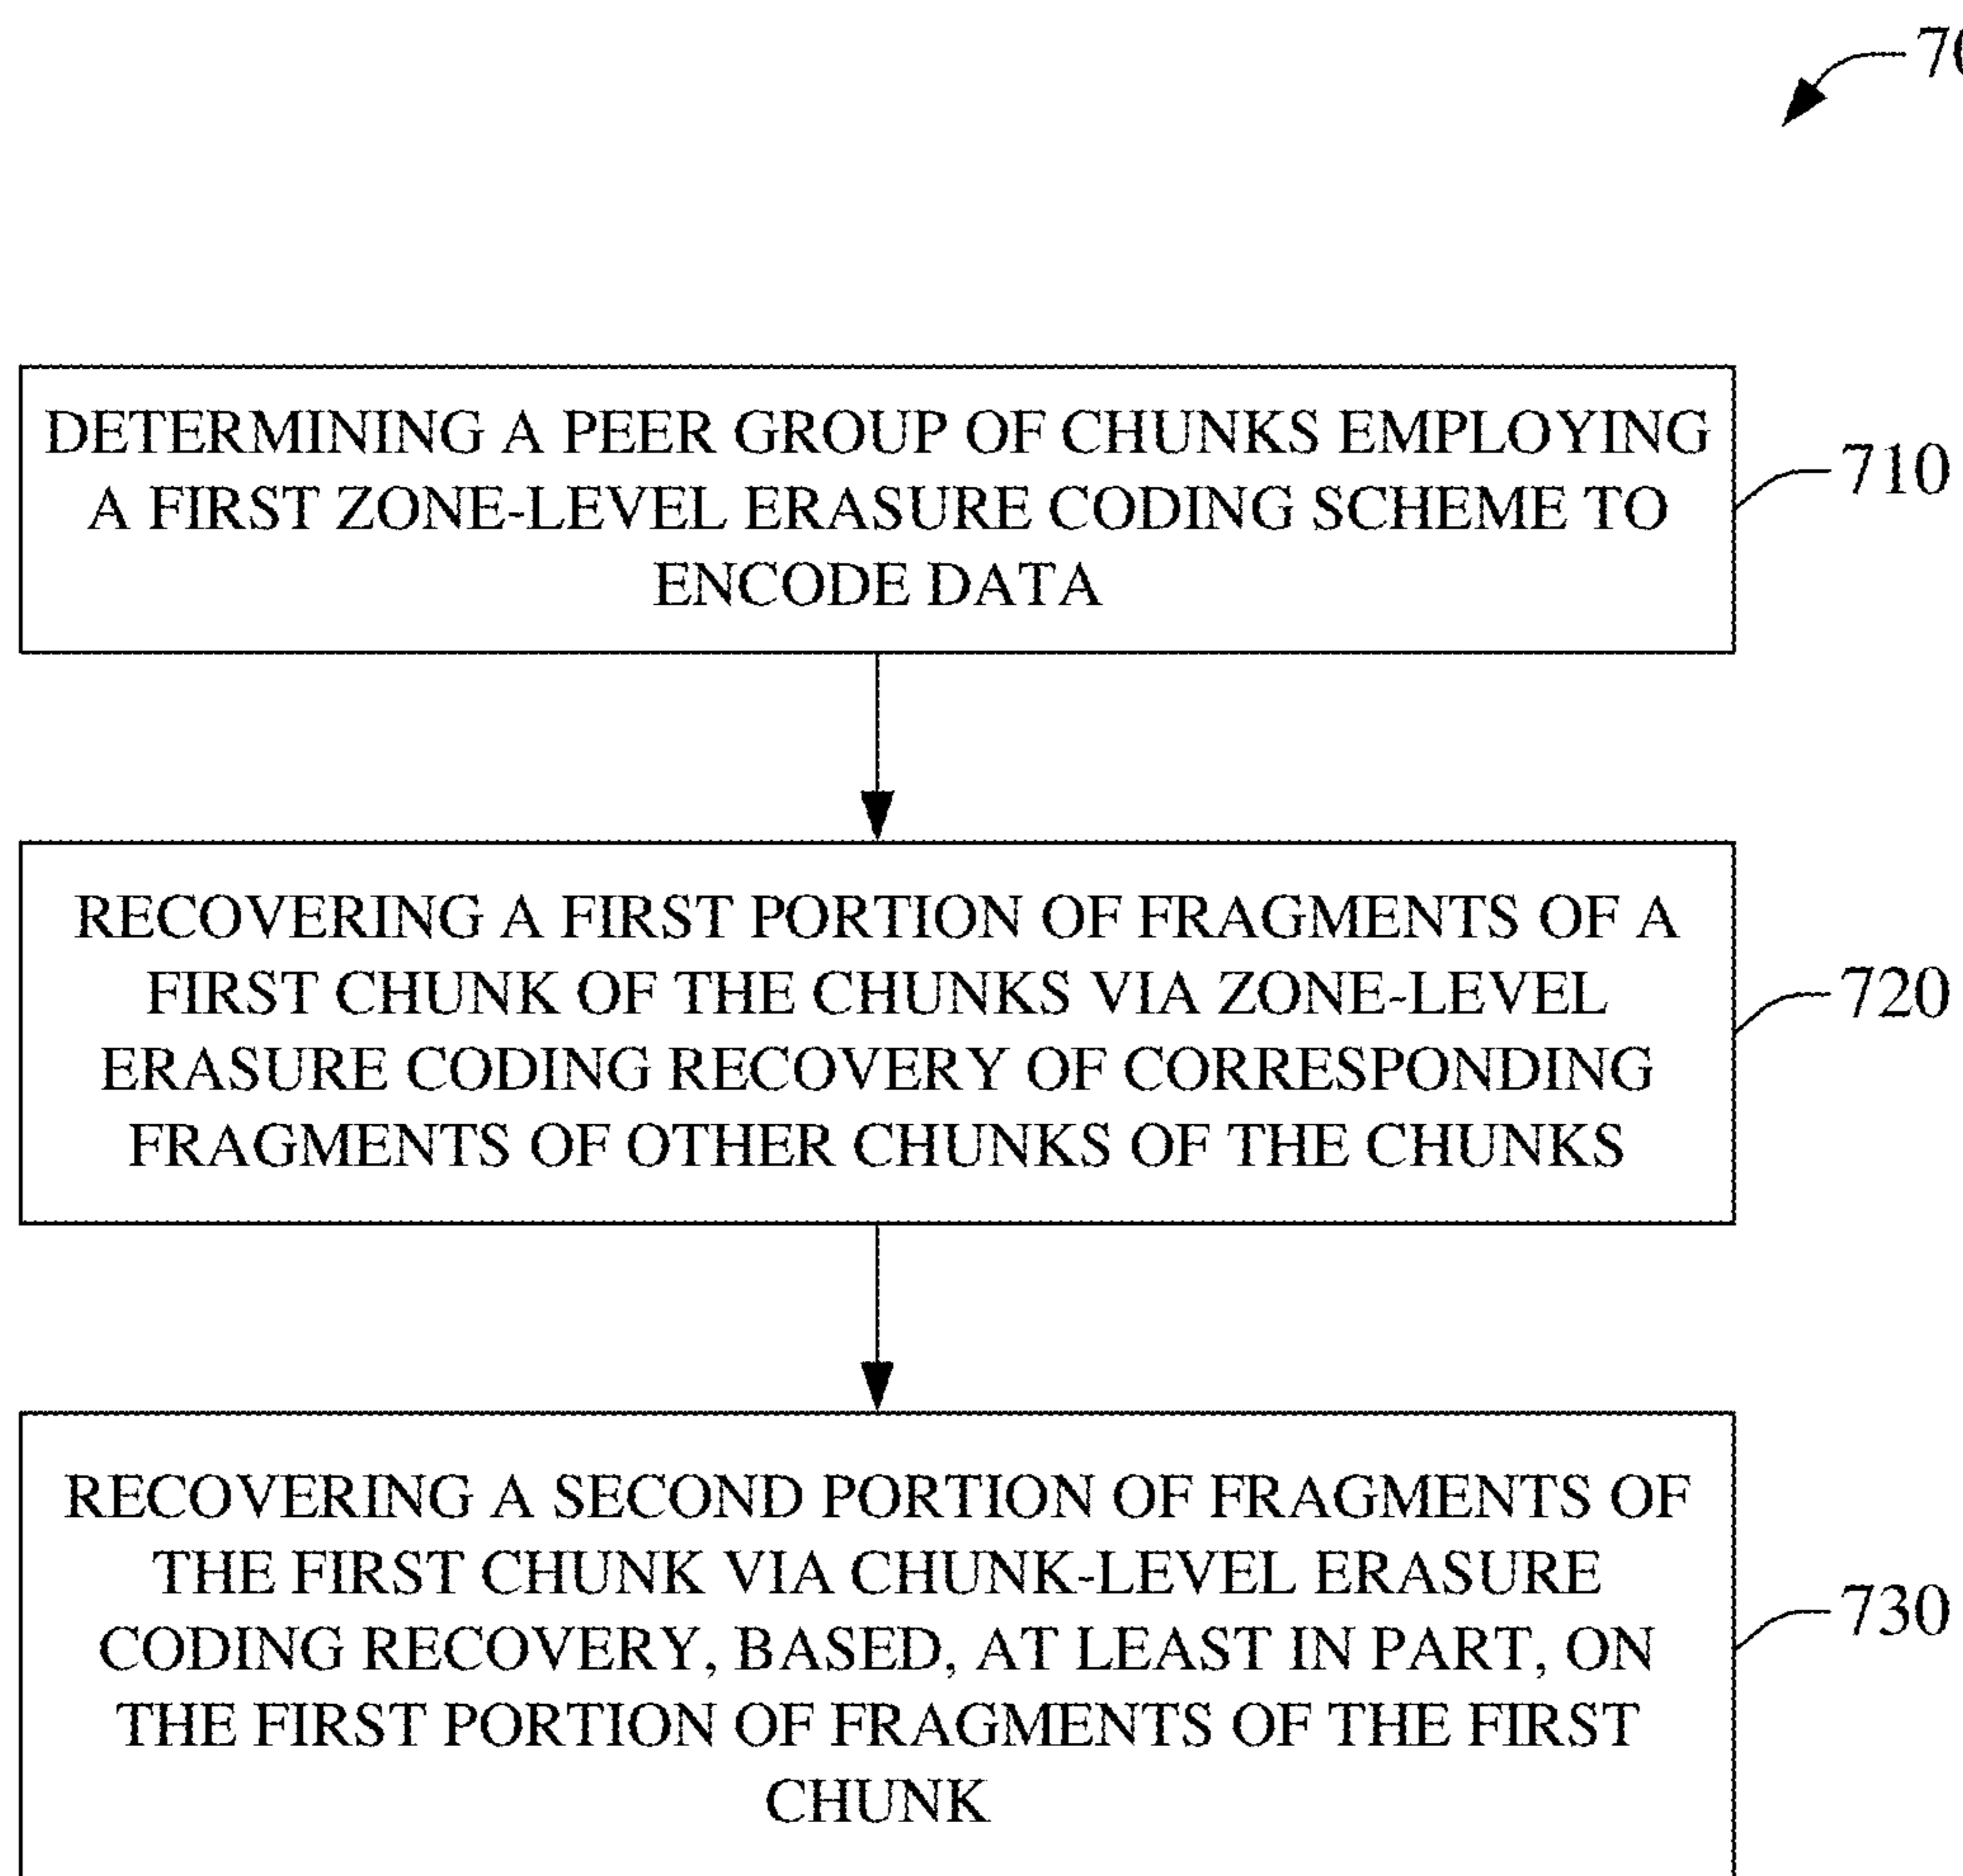 DETERMINING A PEER GROUP OF CHUNKS EMPLOYING
A FIRST ZONE-LEVEL ERASURE CODING SCHEME TO
ENCODE DATA
710
RECOVERING A FIRST PORTION OF FRAGMENTS OF A
FIRST CHUNK OF THE CHUNKS VIA ZONE-LEVEL
ERASURE CODING RECOVERY OF CORRESPONDING
FRAGMENTS OF OTHER CHUNKS OF THE CHUNKS
720
RECOVERING A SECOND PORTION OF FRAGMENTS OF
THE FIRST CHUNK VIA CHUNK-LEVEL ERASURE
CODING RECOVERY, BASED, AT LEAST IN PART, ON
THE FIRST PORTION OF FRAGMENTS OF THE FIRST
CHUNK
730